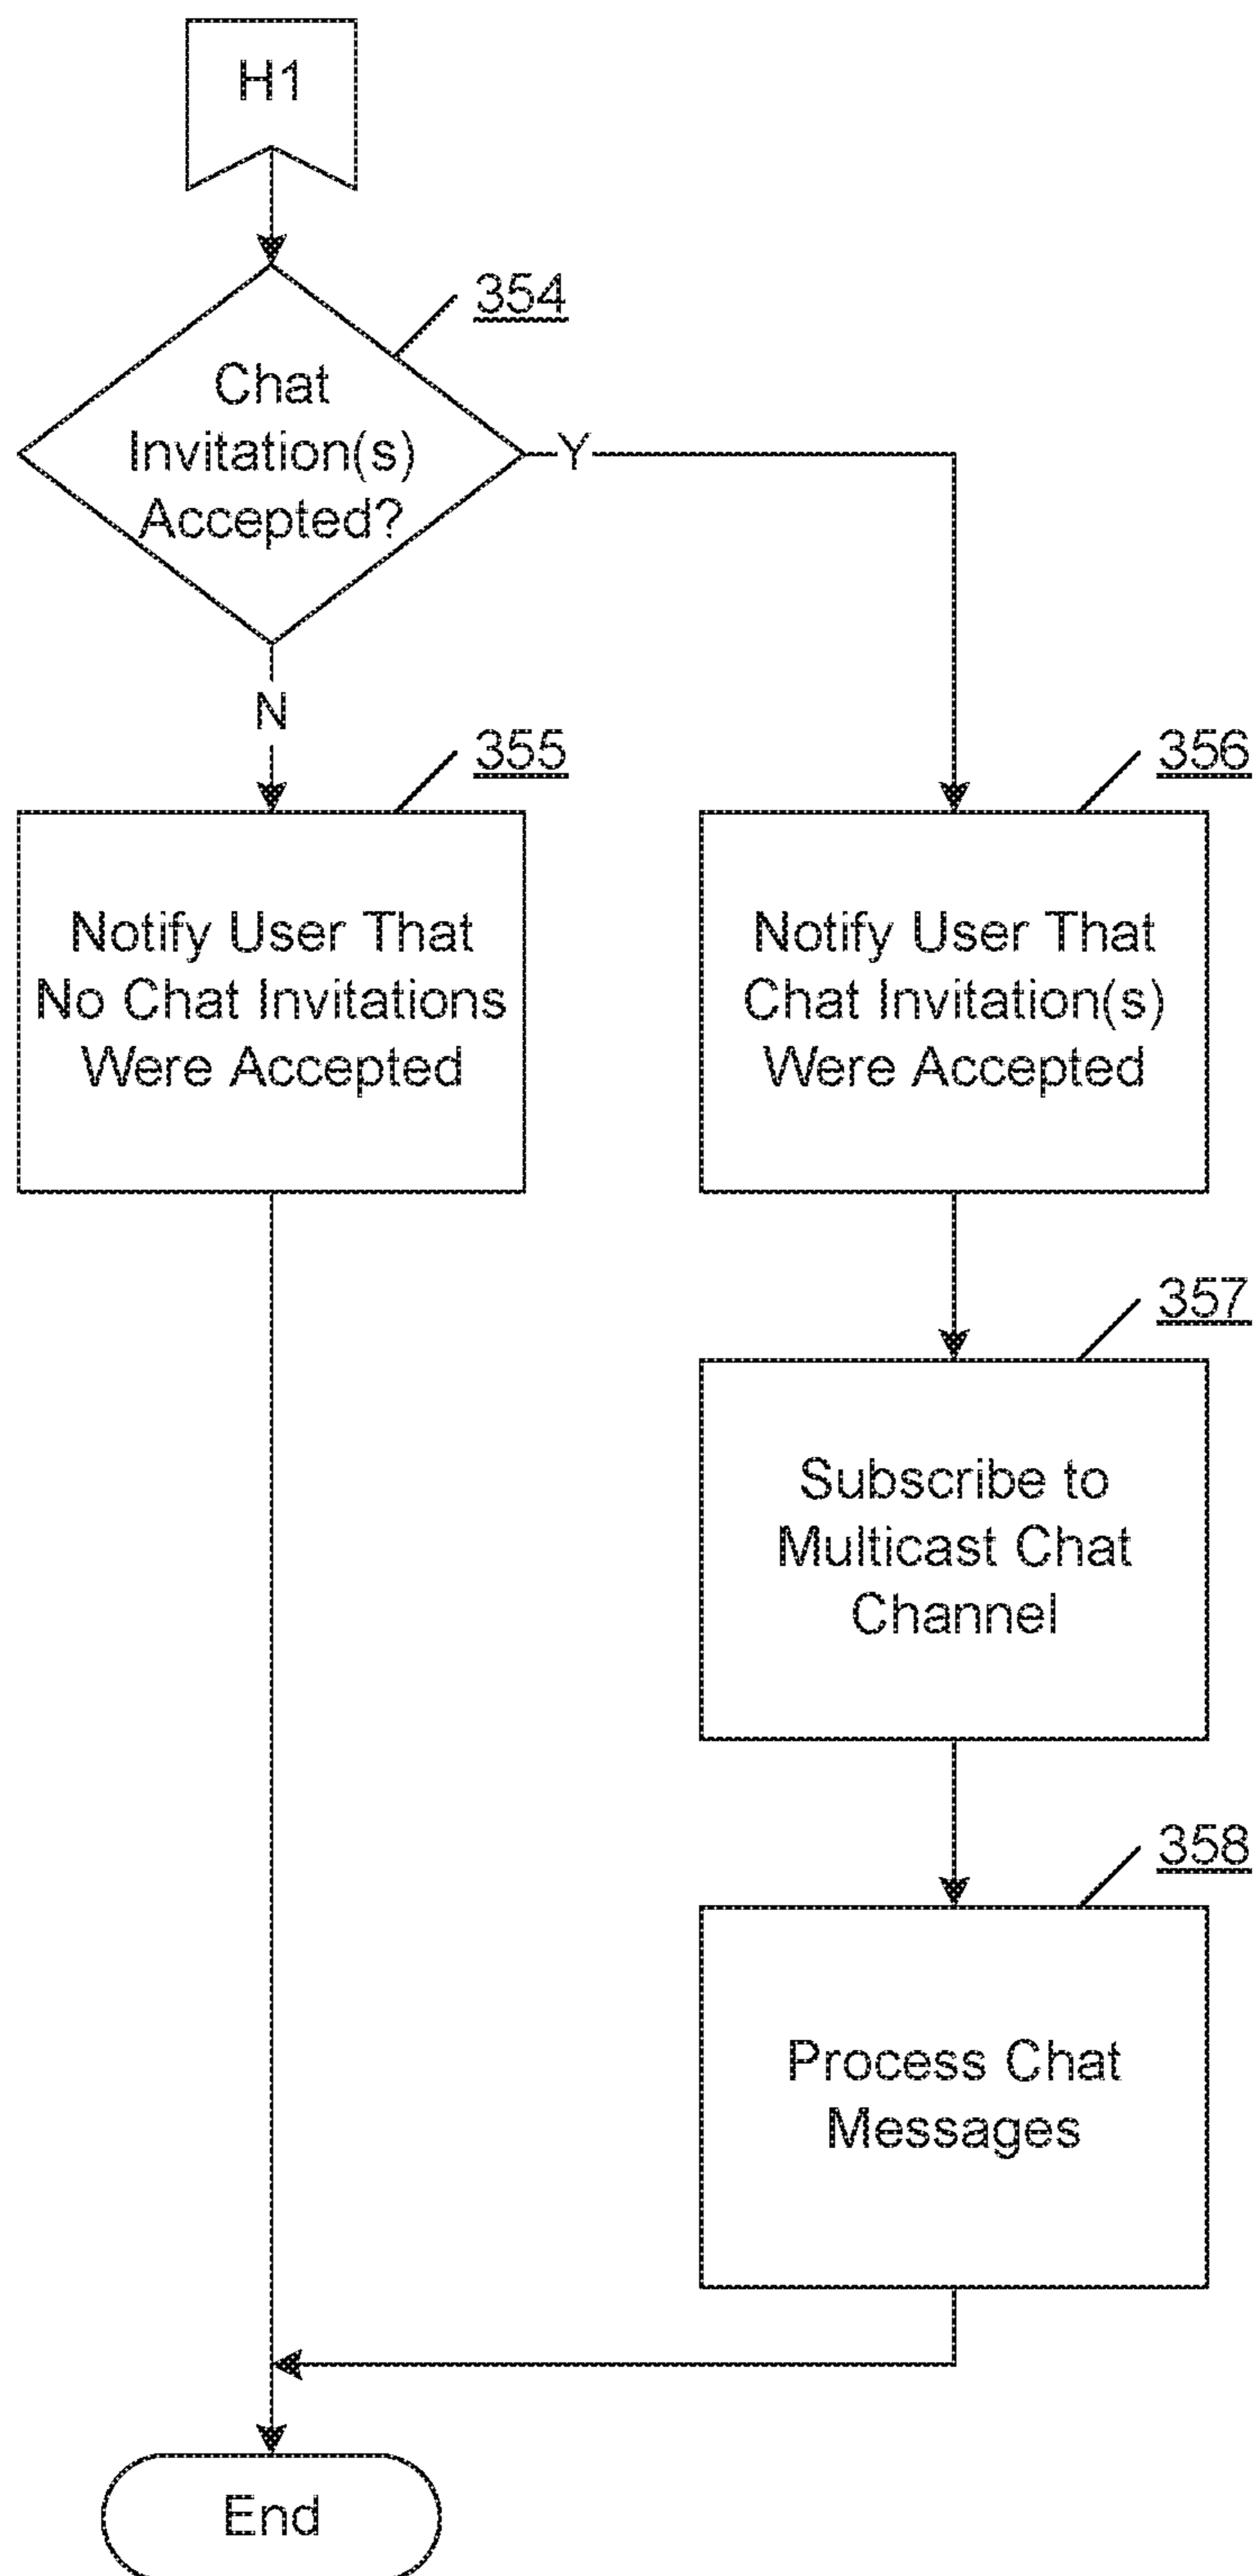 H1
354
Chat
Invitation(s)
Accepted?
Y
N
355
Notify User That
No Chat Invitations
Were Accepted
356
Notify User That
Chat Invitation(s)
Were Accepted
357
Subscribe to
Multicast Chat
Channel
358
Process Chat
Messages
End